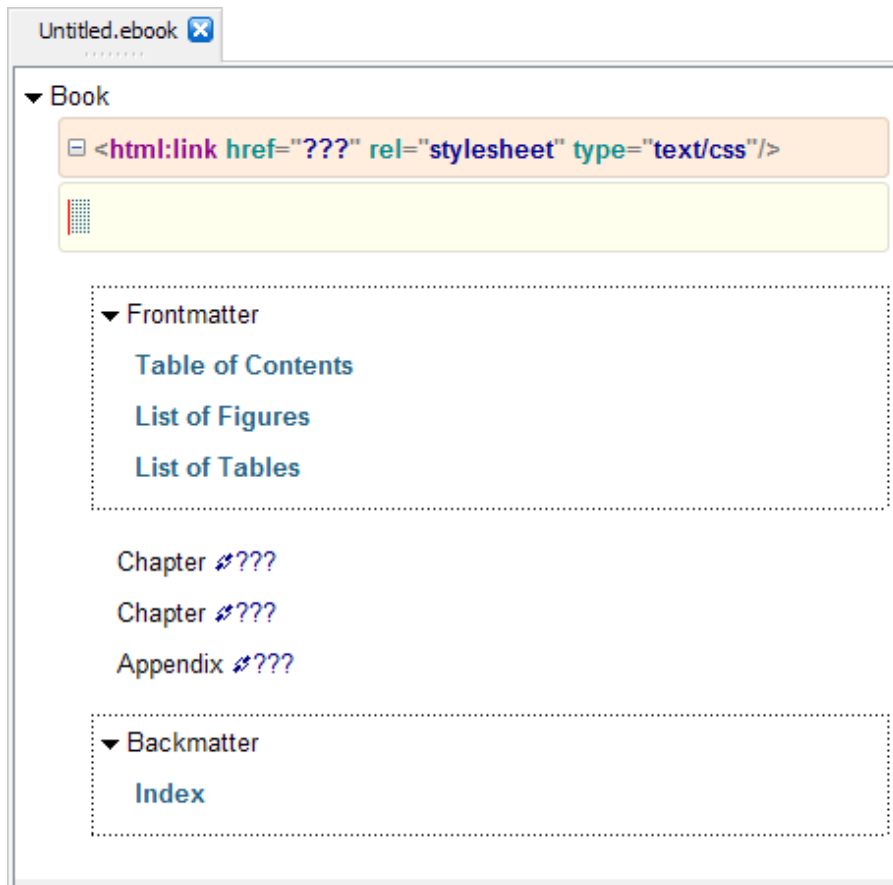 Untitled.ebook
Book
<html:link href="???" rel="stylesheet" type="text/css"/>
Frontmatter
Table of Contents
List of Figures
List of Tables
Chapter ???
Chapter ???
Appendix ???
Backmatter
Index